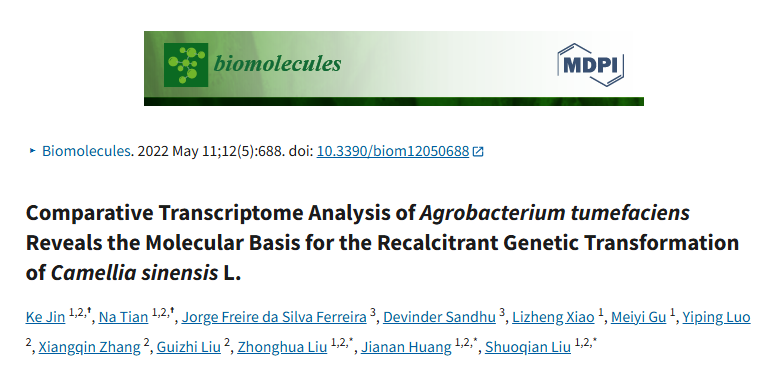 biomolecules
MDPI
‣ Biomolecules. 2022 May 11;12(5):688. doi: 10.3390/biom12050688
Comparative Transcriptome Analysis of Agrobacterium tumefaciens
Reveals the Molecular Basis for the Recalcitrant Genetic Transformation
of Camellia sinensis L.
Ke Jin 1,2,†, Na Tian 1,2,†, Jorge Freire da Silva Ferreira 3, Devinder Sandhu 3, Lizheng Xiao 1, Meiyi Gu 1, Yiping Luo
2, Xiangqin Zhang 2, Guizhi Liu 2, Zhonghua Liu 1,2,*, Jianan Huang 1,2,*, Shuoqian Liu 1,2,*